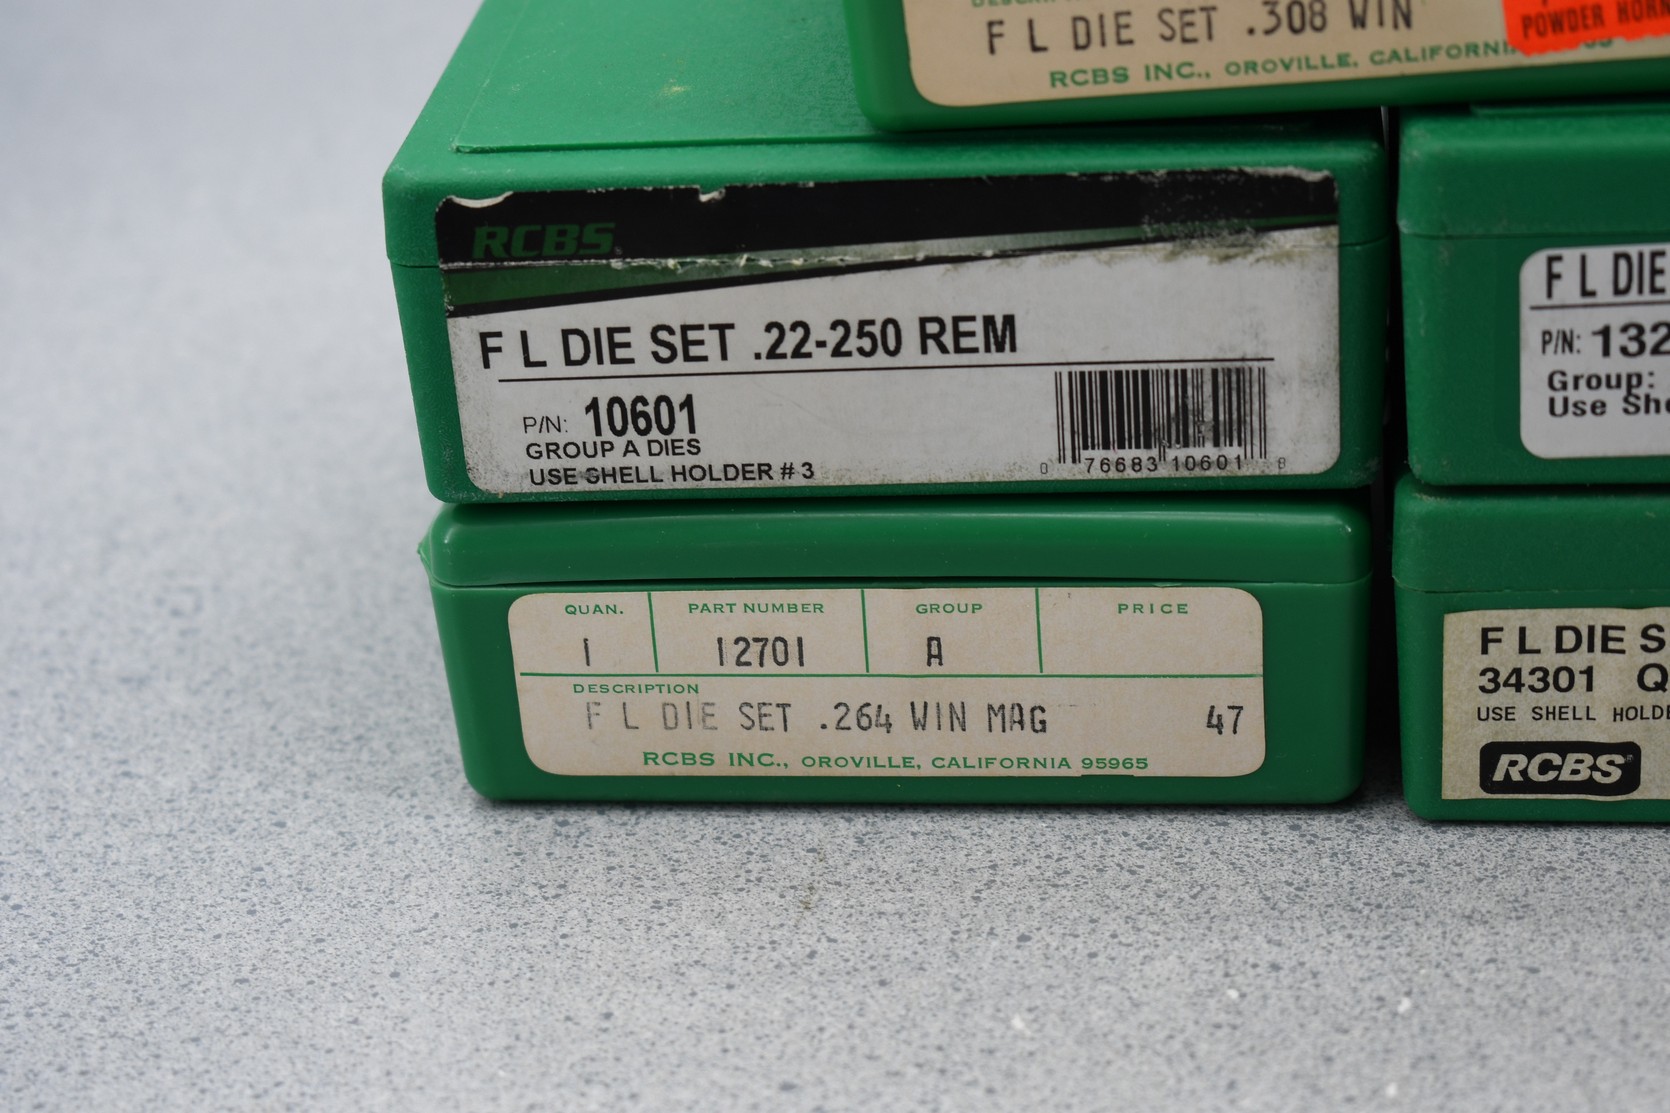 F L DIE SET .308 WIN
POWDER HORN
RCBS INC., OROVILLE, CALIFORNIA
RCBS
F L DIE SET .22-250 REM
P/N: 10601
GROUP A DIES
USE SHELL HOLDER # 3
0 76683 10601 8
F L DIE
P/N: 132
Group:
Use She
QUAN. PART NUMBER GROUP PRICE
1 12701 A
DESCRIPTION
F L DIE SET .264 WIN MAG 47
RCBS INC., OROVILLE, CALIFORNIA 95965
F L DIE S
34301 Q
USE SHELL HOLDE
RCBS